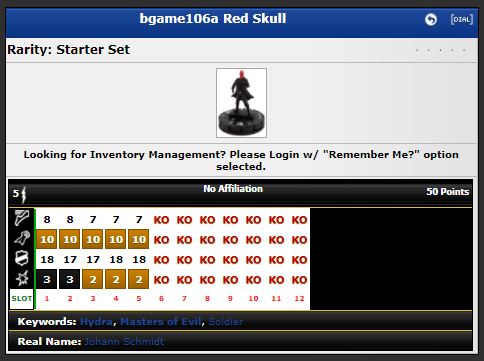 bgame106a Red Skull
[DIAL]
Rarity: Starter Set
Looking for Inventory Management? Please Login w/ "Remember Me?" option
selected.
5 No Affiliation 50 Points
8 8 7 7 7 KO KO KO KO KO KO KO
10 10 10 10 10 KO KO KO KO KO KO KO
18 17 17 18 18 KO KO KO KO KO KO KO
3 3 2 2 2 KO KO KO KO KO KO KO
SLOT 1 2 3 4 5 6 7 8 9 10 11 12
Keywords: Hydra, Masters of Evil, Soldier
Real Name: Johann Schmidt